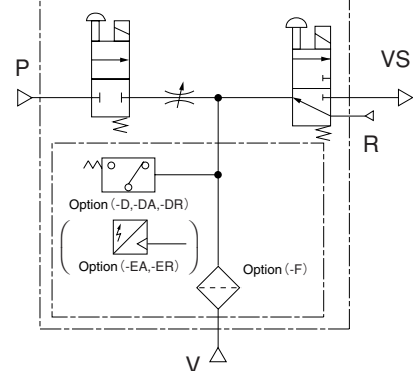 P
VS
R
Option (-D,-DA,-DR)
Option (-EA,-ER)
Option (-F)
V